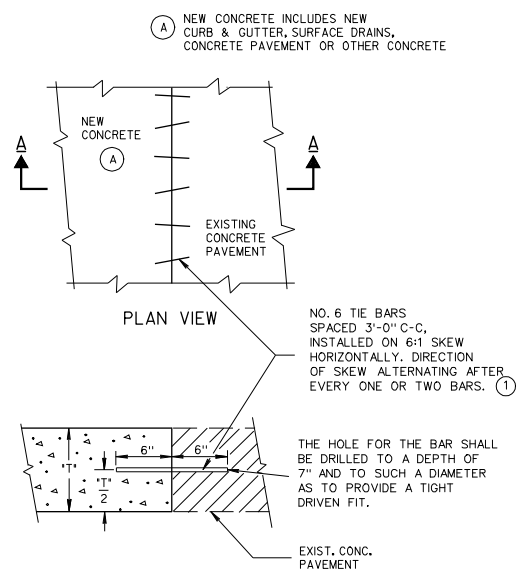 A NEW CONCRETE INCLUDES NEW
CURB & GUTTER, SURFACE DRAINS,
CONCRETE PAVEMENT OR OTHER CONCRETE
NEW
CONCRETE
A
A
A
EXISTING
CONCRETE
PAVEMENT
PLAN VIEW
NO. 6 TIE BARS
SPACED 3'-0" C-C,
INSTALLED ON 6:1 SKEW
HORIZONTALLY. DIRECTION
OF SKEW ALTERNATING AFTER
EVERY ONE OR TWO BARS. 1
6" 6"
"T"
"T"
2
THE HOLE FOR THE BAR SHALL
BE DRILLED TO A DEPTH OF
7" AND TO SUCH A DIAMETER
AS TO PROVIDE A TIGHT
DRIVEN FIT.
EXIST. CONC.
PAVEMENT